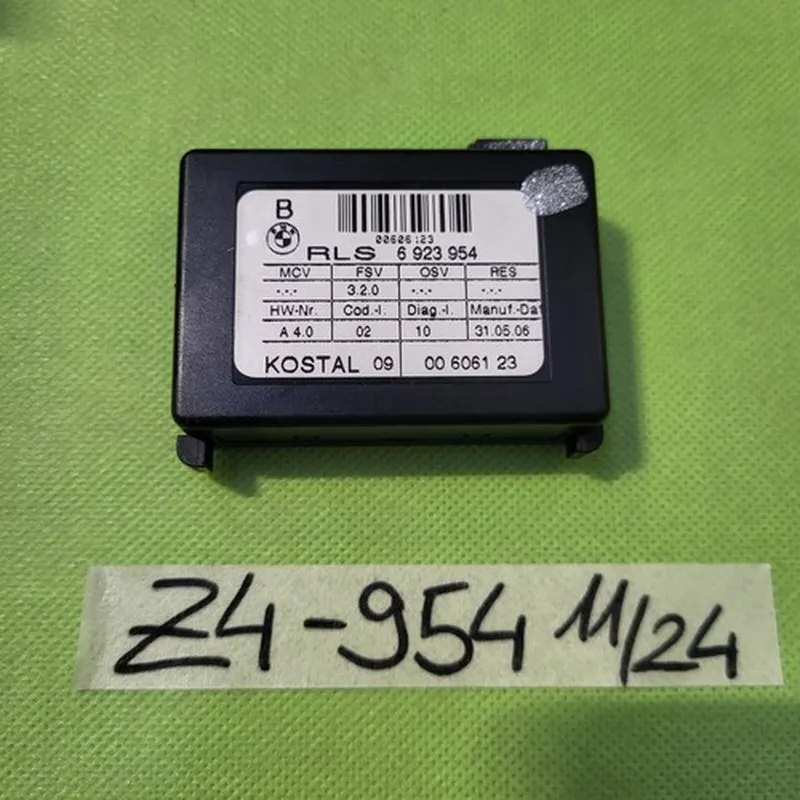 B
BMW
00606123
RLS 6 923 954
MCV FSV OSV RES
-.-.- 3.2.0 -.-.- -.-.-
HW-Nr. Cod.-I. Diag.-I. Manuf.-Dat
A 4.0 02 10 31.05.06
KOSTAL 09 00 6061 23
Z4-954 11/24